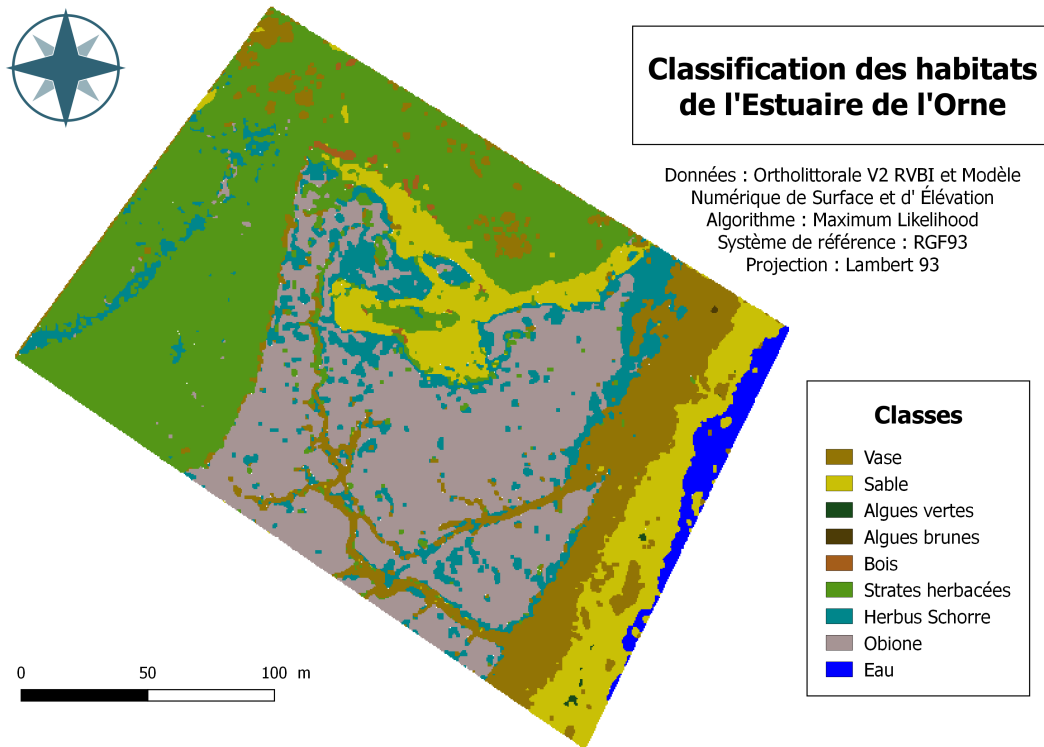 Classification des habitats
de l'Estuaire de l'Orne
Données : Ortholittorale V2 RVBI et Modèle
Numérique de Surface et d' Élévation
Algorithme : Maximum Likelihood
Système de référence : RGF93
Projection : Lambert 93
Classes
Vase
Sable
Algues vertes
Algues brunes
Bois
Strates herbacées
Herbus Schorre
Obione
Eau
0 50 100 m